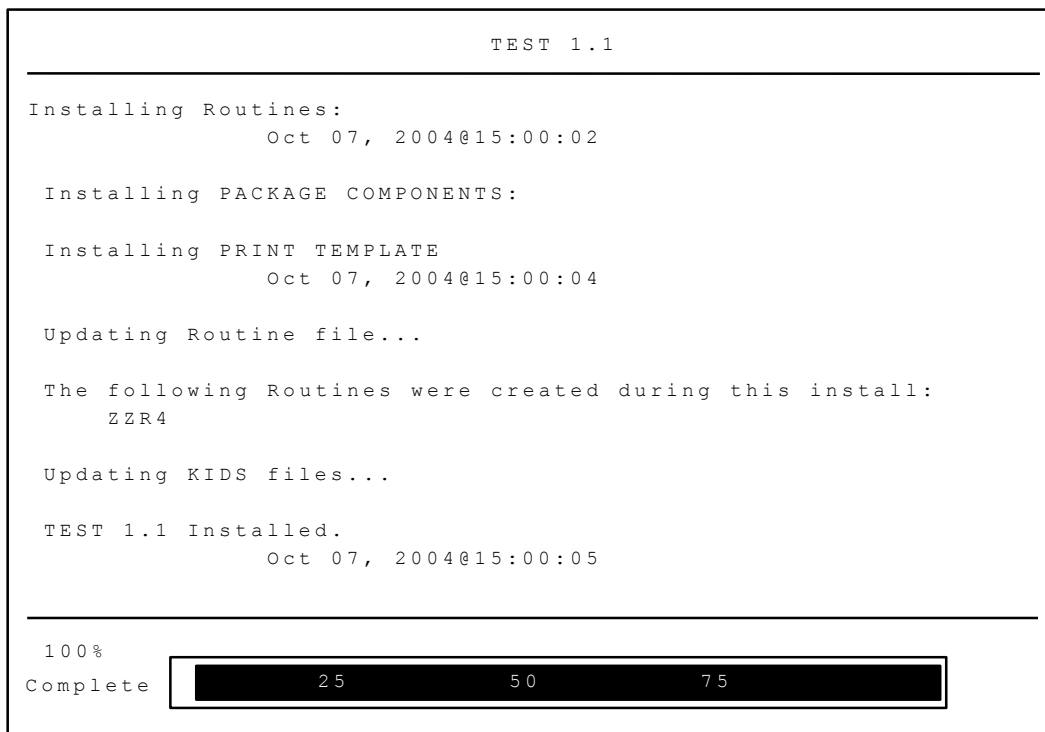 TEST 1.1
Installing Routines:
Oct 07, 2004@15:00:02
Installing PACKAGE COMPONENTS:
Installing PRINT TEMPLATE
Oct 07, 2004@15:00:04
Updating Routine file...
The following Routines were created during this install:
ZZR4
Updating KIDS files...
TEST 1.1 Installed.
Oct 07, 2004@15:00:05
100%
Complete 25 50 75